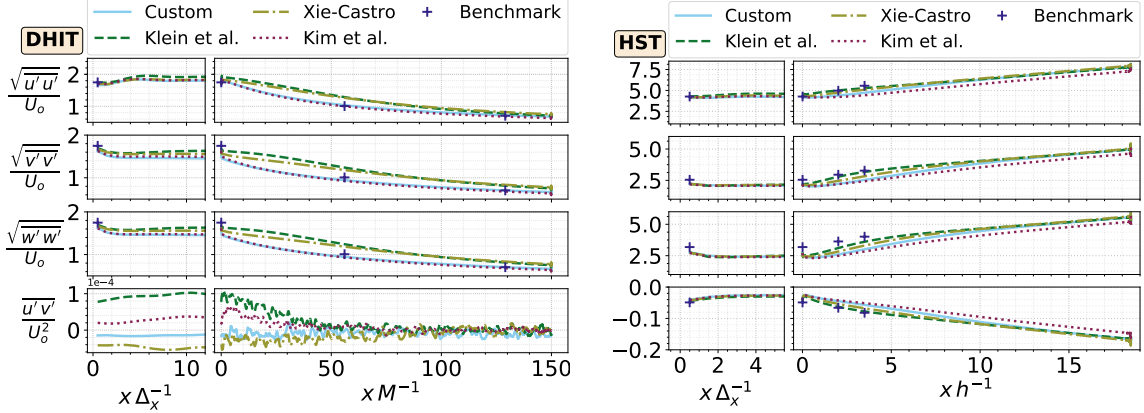 DHIT
Custom
Xie-Castro
Benchmark
Klein et al.
Kim et al.
√u′ u′ / U_o
2
1
√v′ v′ / U_o
2
1
√w′ w′ / U_o
2
1
1e−4
u′ v′ / U_o^2
1
0
0 10
0 50 100 150
x Δ_x^−1
x M^−1
HST
Custom
Xie-Castro
Benchmark
Klein et al.
Kim et al.
7.5
5.0
2.5
5.0
2.5
5.0
2.5
0.0
−0.1
−0.2
0 5
0 5 10 15
x Δ_x^−1
x h^−1